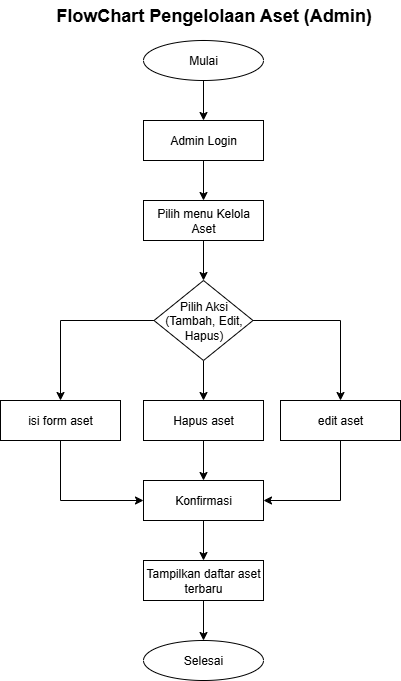 FlowChart Pengelolaan Aset (Admin)
Mulai
Admin Login
Pilih menu Kelola
Aset
Pilih Aksi
(Tambah, Edit,
Hapus)
isi form aset
Hapus aset
edit aset
Konfirmasi
Tampilkan daftar aset
terbaru
Selesai